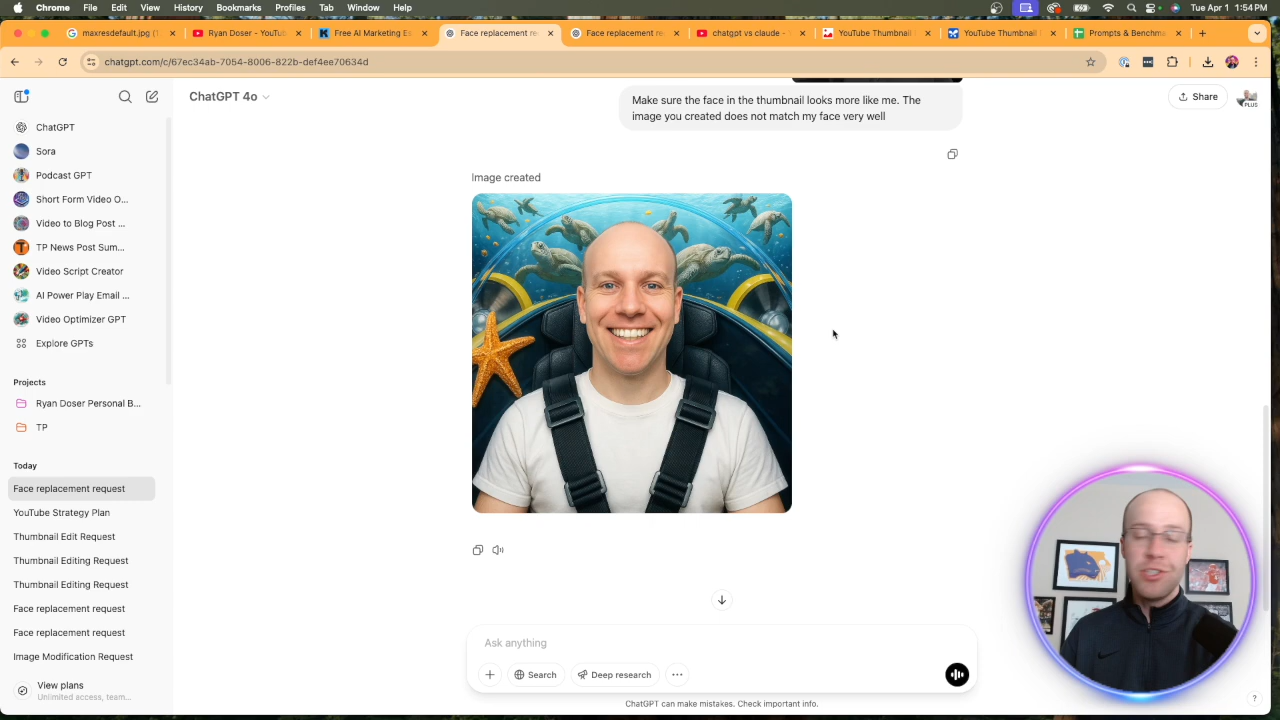 Chrome File Edit View History Bookmarks Profiles Tab Window Help
Tue Apr 1 1:54 PM
maxresdefault.jpg (1
Ryan Doser - YouTub
Free AI Marketing Es
Face replacement re
Face replacement re
chatgpt vs claude - Y
YouTube Thumbnail
YouTube Thumbnail
Prompts & Benchma
chatgpt.com/c/67ec34ab-7054-8006-822b-def4ee70634d
ChatGPT 4o
Share
PLUS
ChatGPT
Sora
Podcast GPT
Short Form Video O...
Video to Blog Post ...
TP News Post Sum...
Video Script Creator
AI Power Play Email ...
Video Optimizer GPT
Explore GPTs
Projects
Ryan Doser Personal B...
TP
Today
Face replacement request
YouTube Strategy Plan
Thumbnail Edit Request
Thumbnail Editing Request
Thumbnail Editing Request
Face replacement request
Face replacement request
Image Modification Request
View plans
Unlimited access, team...
Make sure the face in the thumbnail looks more like me. The
image you created does not match my face very well
Image created
Ask anything
Search
Deep research
ChatGPT can make mistakes. Check important info.
?